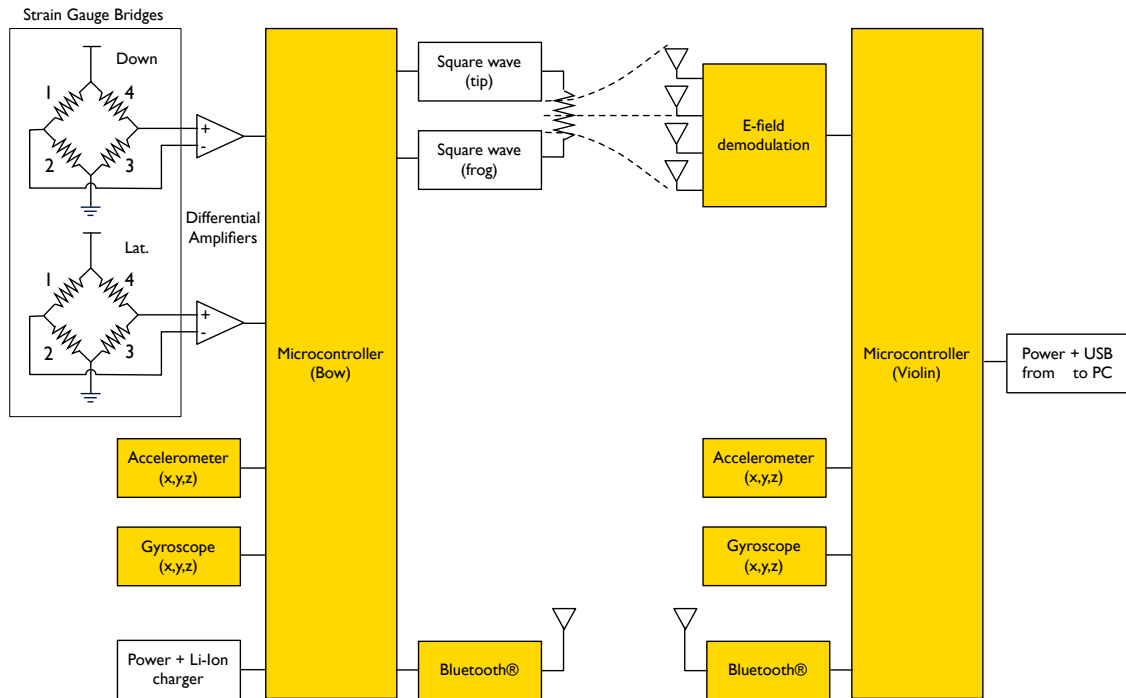 Strain Gauge Bridges
Down
1
4
2
3
+
-
Differential
Amplifiers
Lat.
1
4
2
3
+
-
Microcontroller
(Bow)
Accelerometer
(x,y,z)
Gyroscope
(x,y,z)
Power + Li-Ion
charger
Square wave
(tip)
Square wave
(frog)
Bluetooth®
E-field
demodulation
Microcontroller
(Violin)
Accelerometer
(x,y,z)
Gyroscope
(x,y,z)
Bluetooth®
Power + USB
from to PC